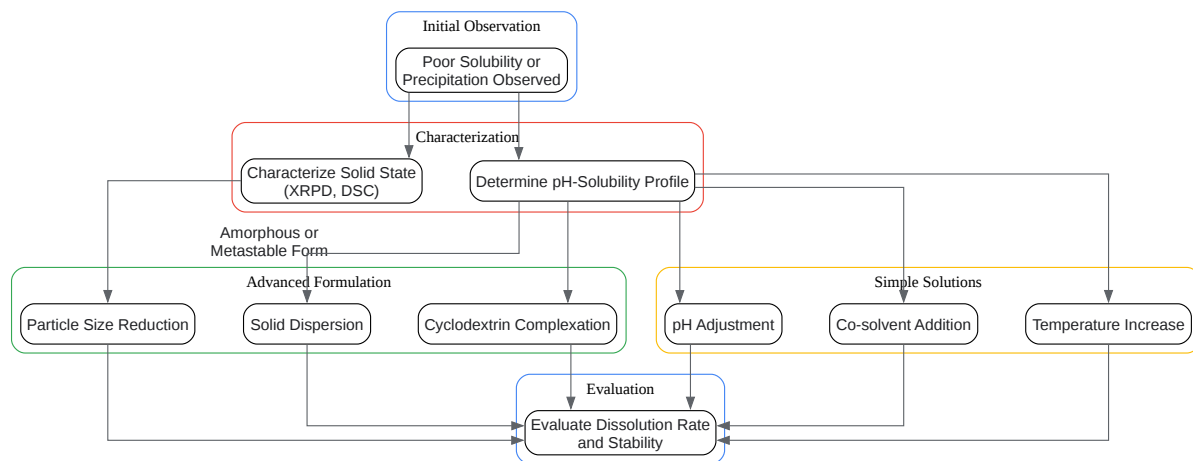 Initial Observation
Poor Solubility or
Precipitation Observed
Characterization
Characterize Solid State
(XRPD, DSC)
Determine pH-Solubility Profile
Amorphous or
Metastable Form
Advanced Formulation
Simple Solutions
Particle Size Reduction
Solid Dispersion
Cyclodextrin Complexation
pH Adjustment
Co-solvent Addition
Temperature Increase
Evaluation
Evaluate Dissolution Rate
and Stability